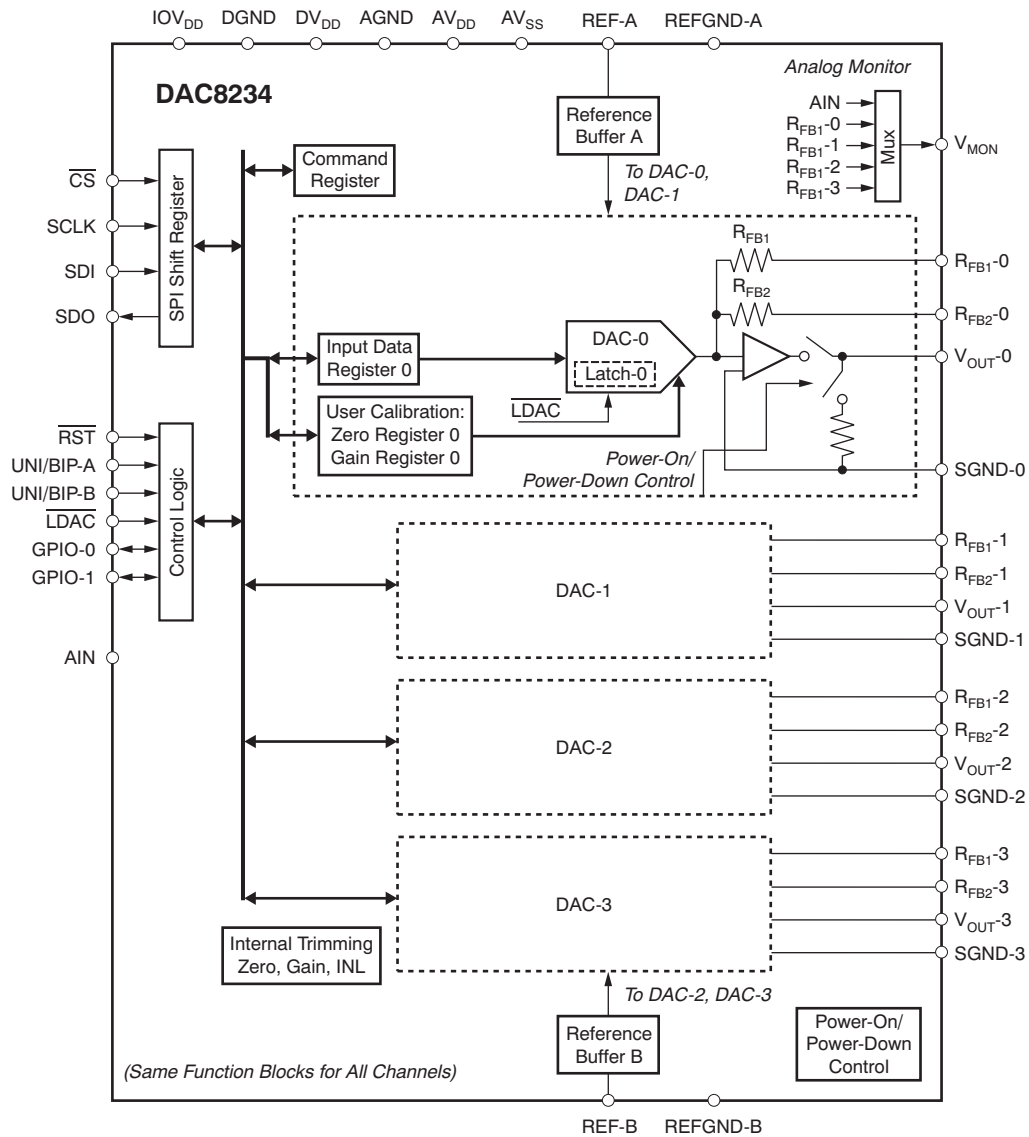 IOVDD DGND DVDD AGND AVDD AVSS REF-A REFGND-A
DAC8234
Analog Monitor
Reference
Buffer A
AIN
RFB1-0
RFB1-1
RFB1-2
RFB1-3
Mux
VMON
Command
Register
To DAC-0,
DAC-1
CS
SCLK
SDI
SDO
SPI Shift Register
RFB1
RFB2
RFB1-0
RFB2-0
VOUT-0
SGND-0
Input Data
Register 0
DAC-0
Latch-0
LDAC
User Calibration:
Zero Register 0
Gain Register 0
Power-On/
Power-Down Control
RST
UNI/BIP-A
UNI/BIP-B
LDAC
GPIO-0
GPIO-1
Control Logic
AIN
DAC-1
RFB1-1
RFB2-1
VOUT-1
SGND-1
DAC-2
RFB1-2
RFB2-2
VOUT-2
SGND-2
DAC-3
RFB1-3
RFB2-3
VOUT-3
SGND-3
Internal Trimming
Zero, Gain, INL
To DAC-2, DAC-3
Reference
Buffer B
Power-On/
Power-Down
Control
(Same Function Blocks for All Channels)
REF-B REFGND-B